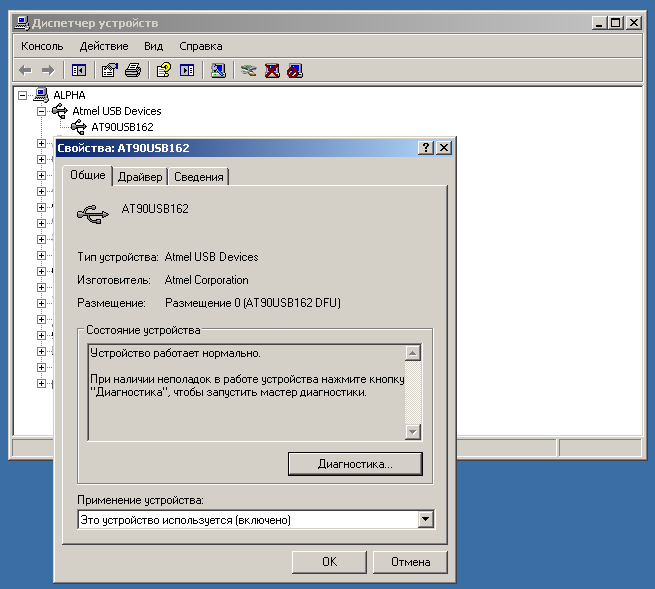 Диспетчер устройств
Консоль Действие Вид Справка
ALPHA
Atmel USB Devices
AT90USB162
Свойства: AT90USB162
Общие Драйвер Сведения
AT90USB162
Тип устройства: Atmel USB Devices
Изготовитель: Atmel Corporation
Размещение: Размещение 0 (AT90USB162 DFU)
Состояние устройства
Устройство работает нормально.
При наличии неполадок в работе устройства нажмите кнопку
"Диагностика", чтобы запустить мастер диагностики.
Диагностика...
Применение устройства:
Это устройство используется (включено)
OK Отмена